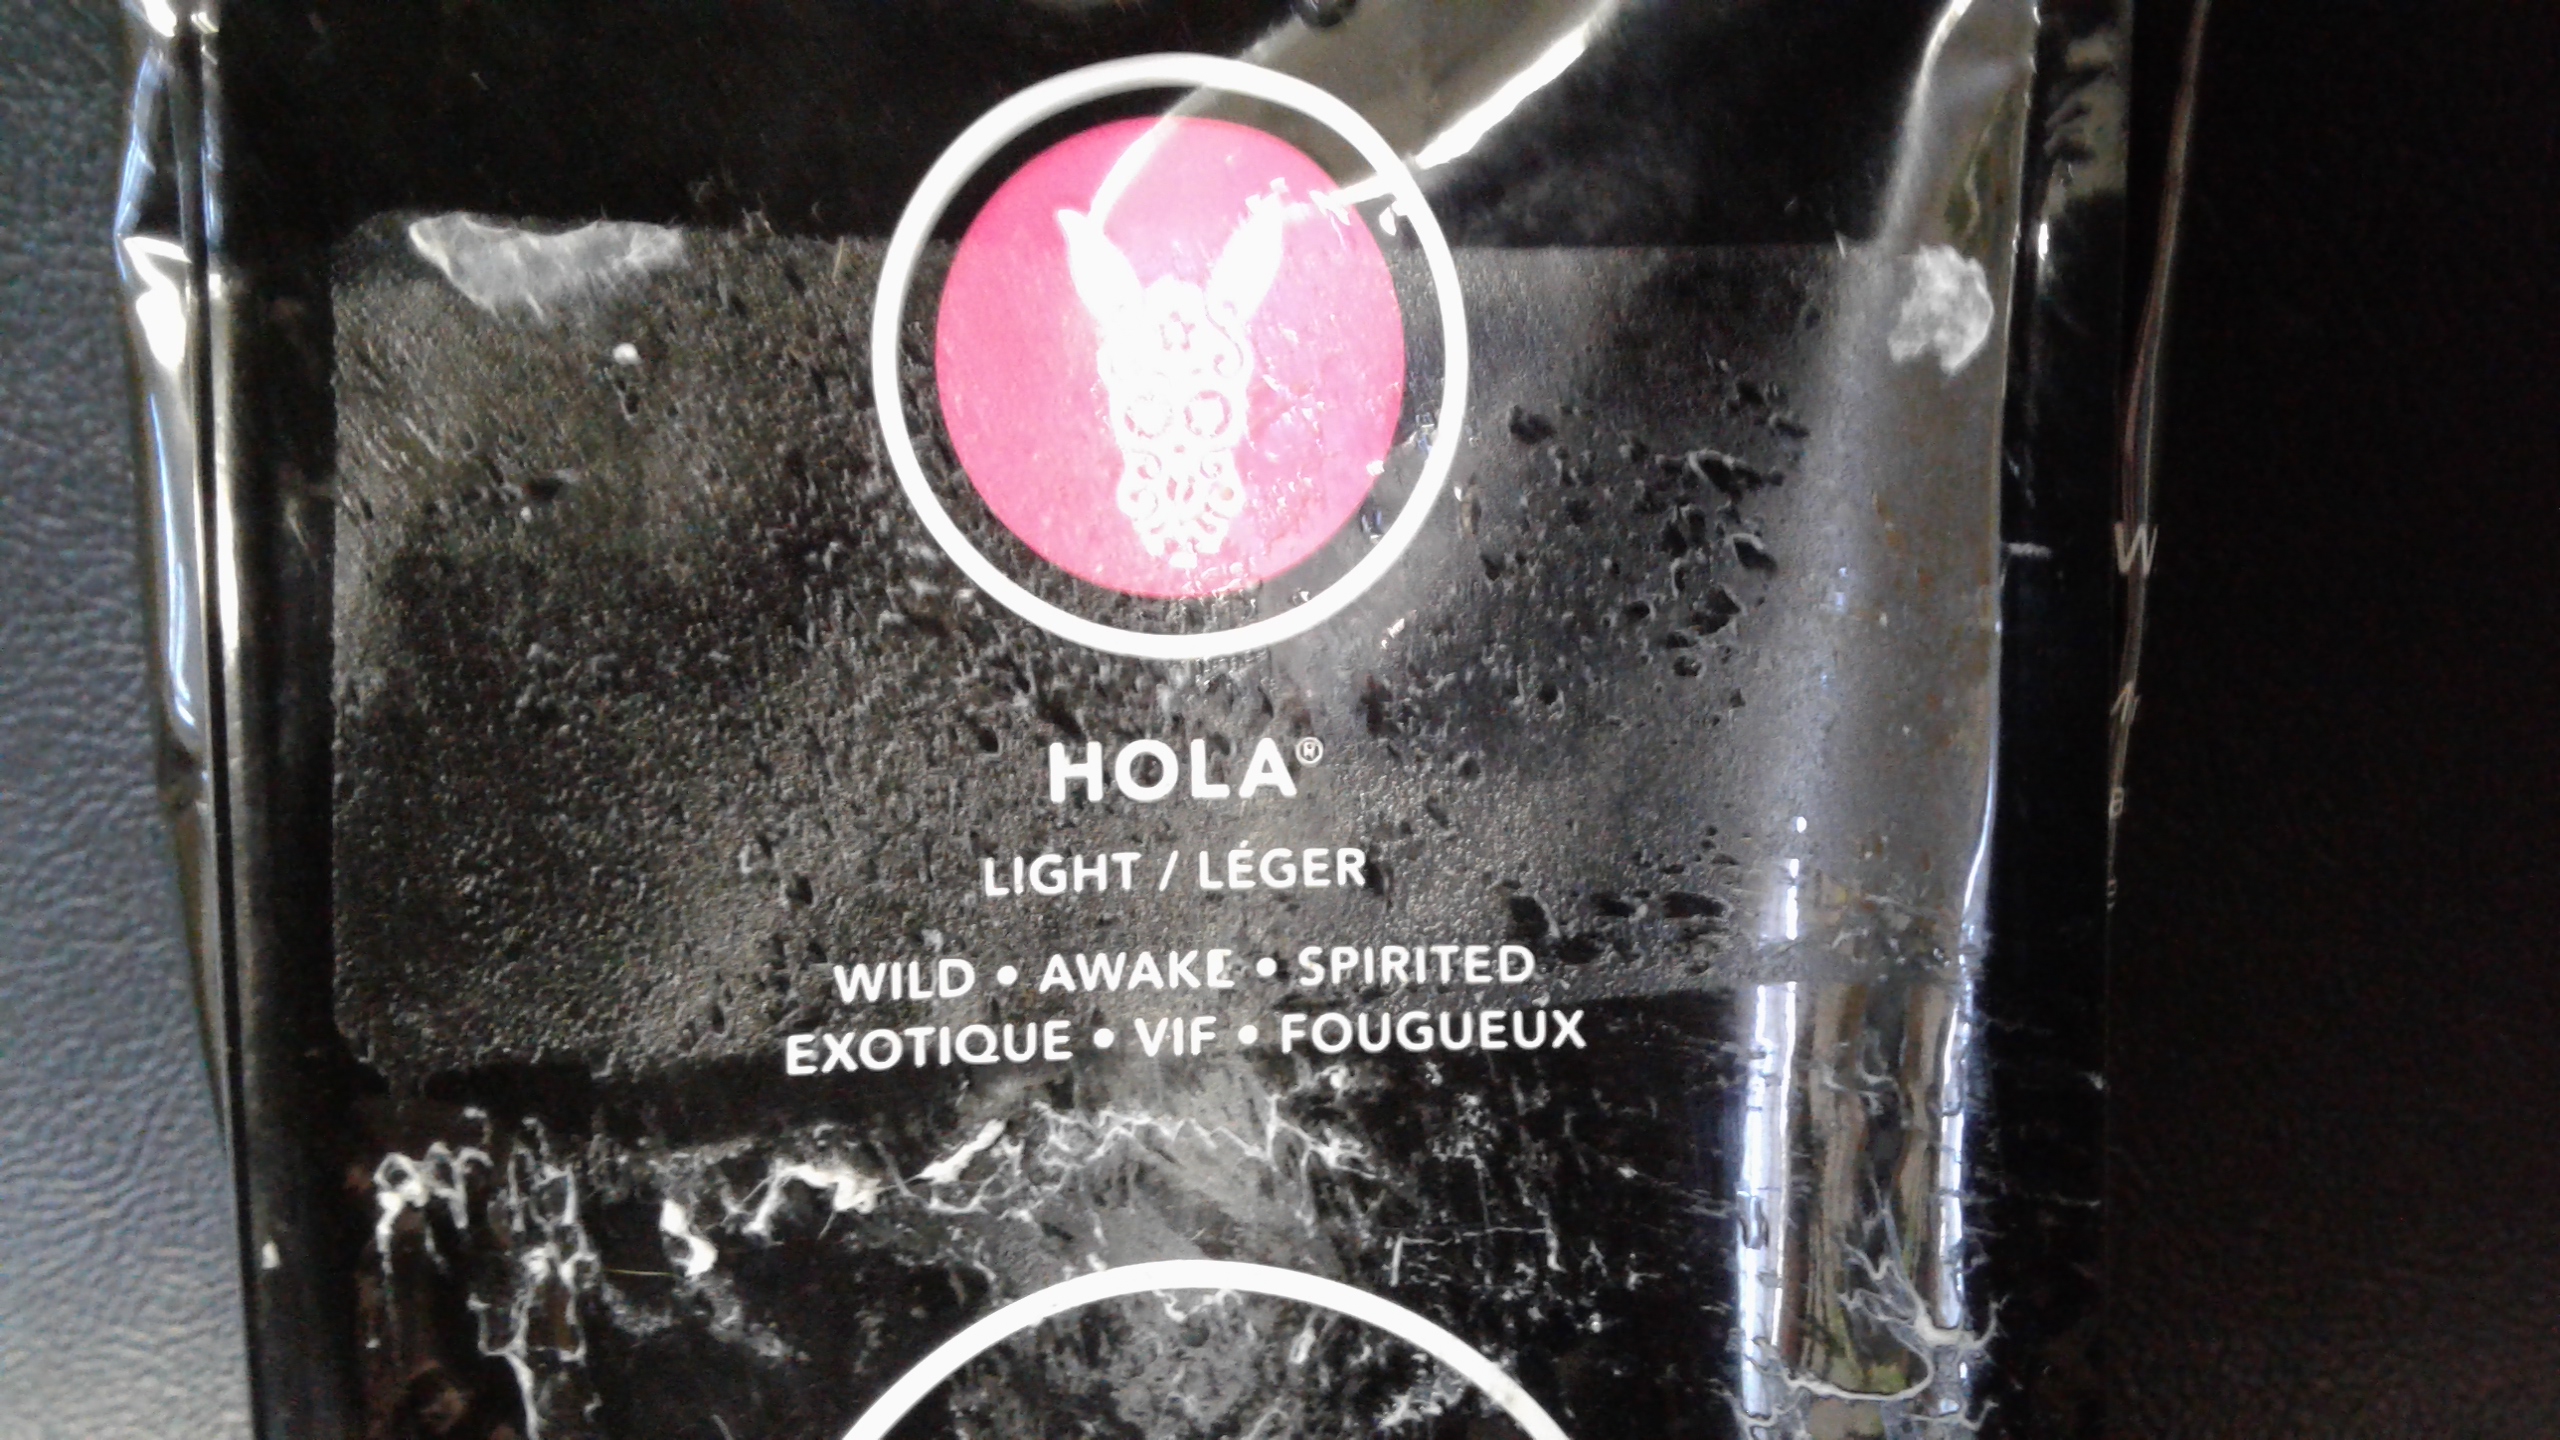 HOLA®
LIGHT / LÉGER
WILD • AWAKE • SPIRITED
EXOTIQUE • VIF • FOUGUEUX